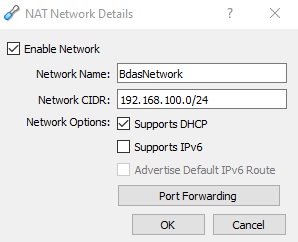 NAT Network Details
Enable Network
Network Name: BdasNetwork
Network CIDR: 192.168.100.0/24
Network Options: Supports DHCP
Supports IPv6
Advertise Default IPv6 Route
Port Forwarding
OK Cancel